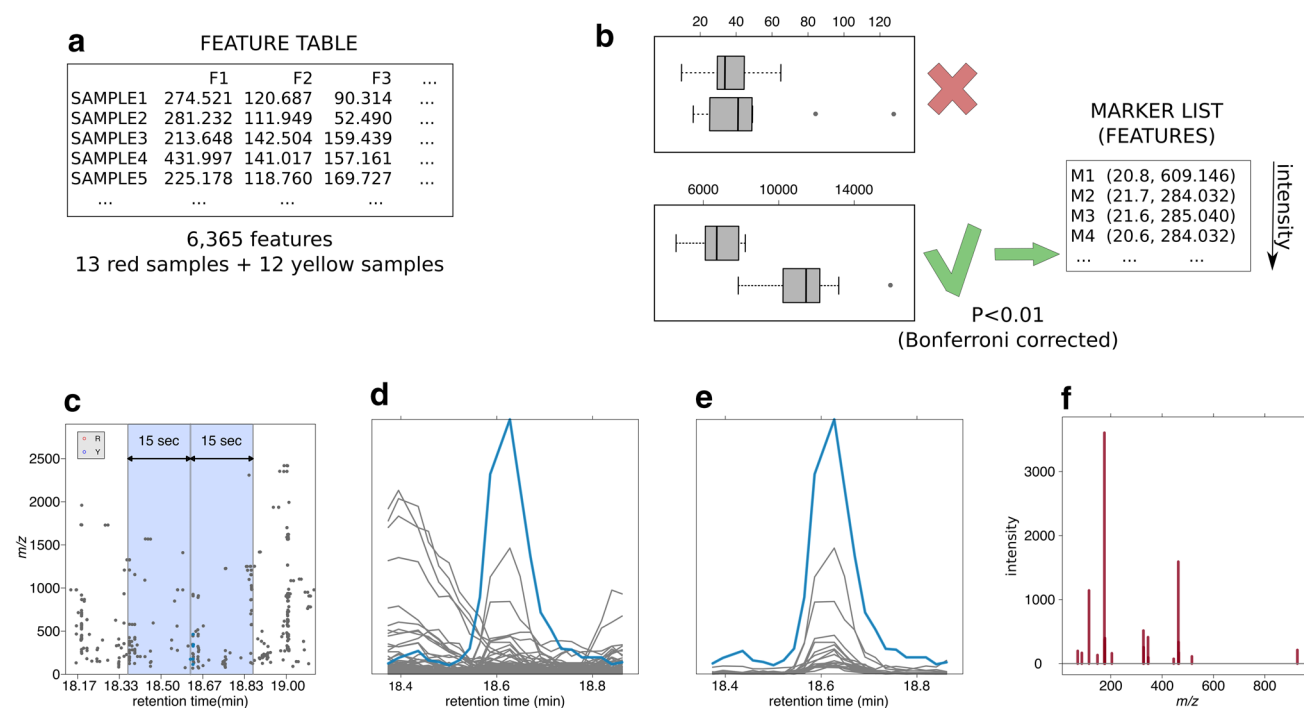 a
FEATURE TABLE
F1 F2 F3 ...
SAMPLE1 274.521 120.687 90.314 ...
SAMPLE2 281.232 111.949 52.490 ...
SAMPLE3 213.648 142.504 159.439 ...
SAMPLE4 431.997 141.017 157.161 ...
SAMPLE5 225.178 118.760 169.727 ...
... ... ...
6,365 features
13 red samples + 12 yellow samples
b
20 40 60 80 100 120
6000 10000 14000
P<0.01
(Bonferroni corrected)
MARKER LIST
(FEATURES)
M1 (20.8, 609.146)
M2 (21.7, 284.032)
M3 (21.6, 285.040)
M4 (20.6, 284.032)
... ... ...
intensity
c
R
Y
15 sec 15 sec
m/z
2500
2000
1500
1000
500
0
18.17 18.33 18.50 18.67 18.83 19.00
retention time(min)
d
18.4 18.6 18.8
retention time (min)
e
18.4 18.6 18.8
retention time (min)
f
intensity
3000
2000
1000
0
200 400 600 800
m/z